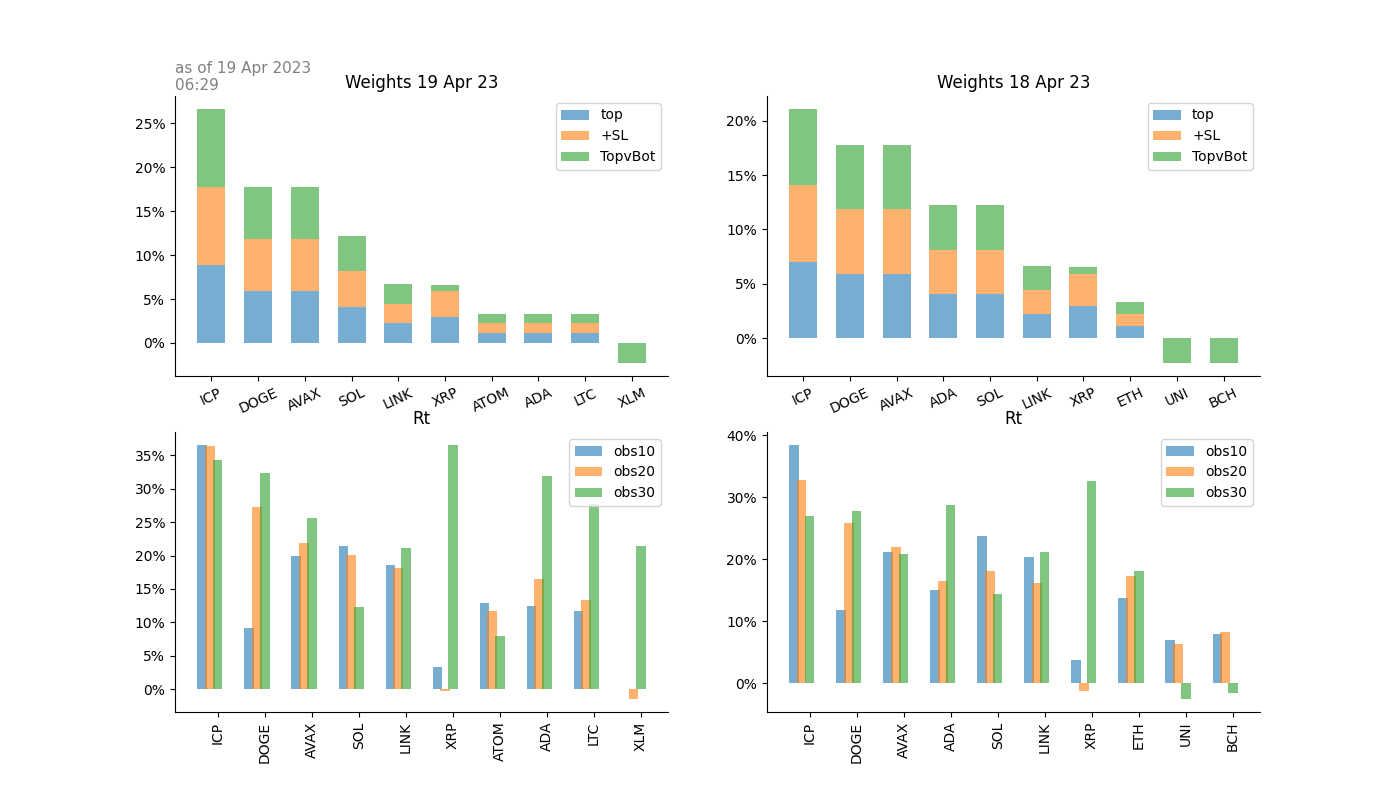 as of 19 Apr 2023
06:29
Weights 19 Apr 23
25%
20%
15%
10%
5%
0%
top
+SL
TopvBot
ICP DOGE AVAX SOL LINK XRP ATOM ADA LTC XLM
Weights 18 Apr 23
20%
15%
10%
5%
0%
top
+SL
TopvBot
ICP DOGE AVAX ADA SOL LINK XRP ETH UNI BCH
Rt
35%
30%
25%
20%
15%
10%
5%
0%
obs10
obs20
obs30
ICP DOGE AVAX SOL LINK XRP ATOM ADA LTC XLM
Rt
40%
30%
20%
10%
0%
obs10
obs20
obs30
ICP DOGE AVAX ADA SOL LINK XRP ETH UNI BCH